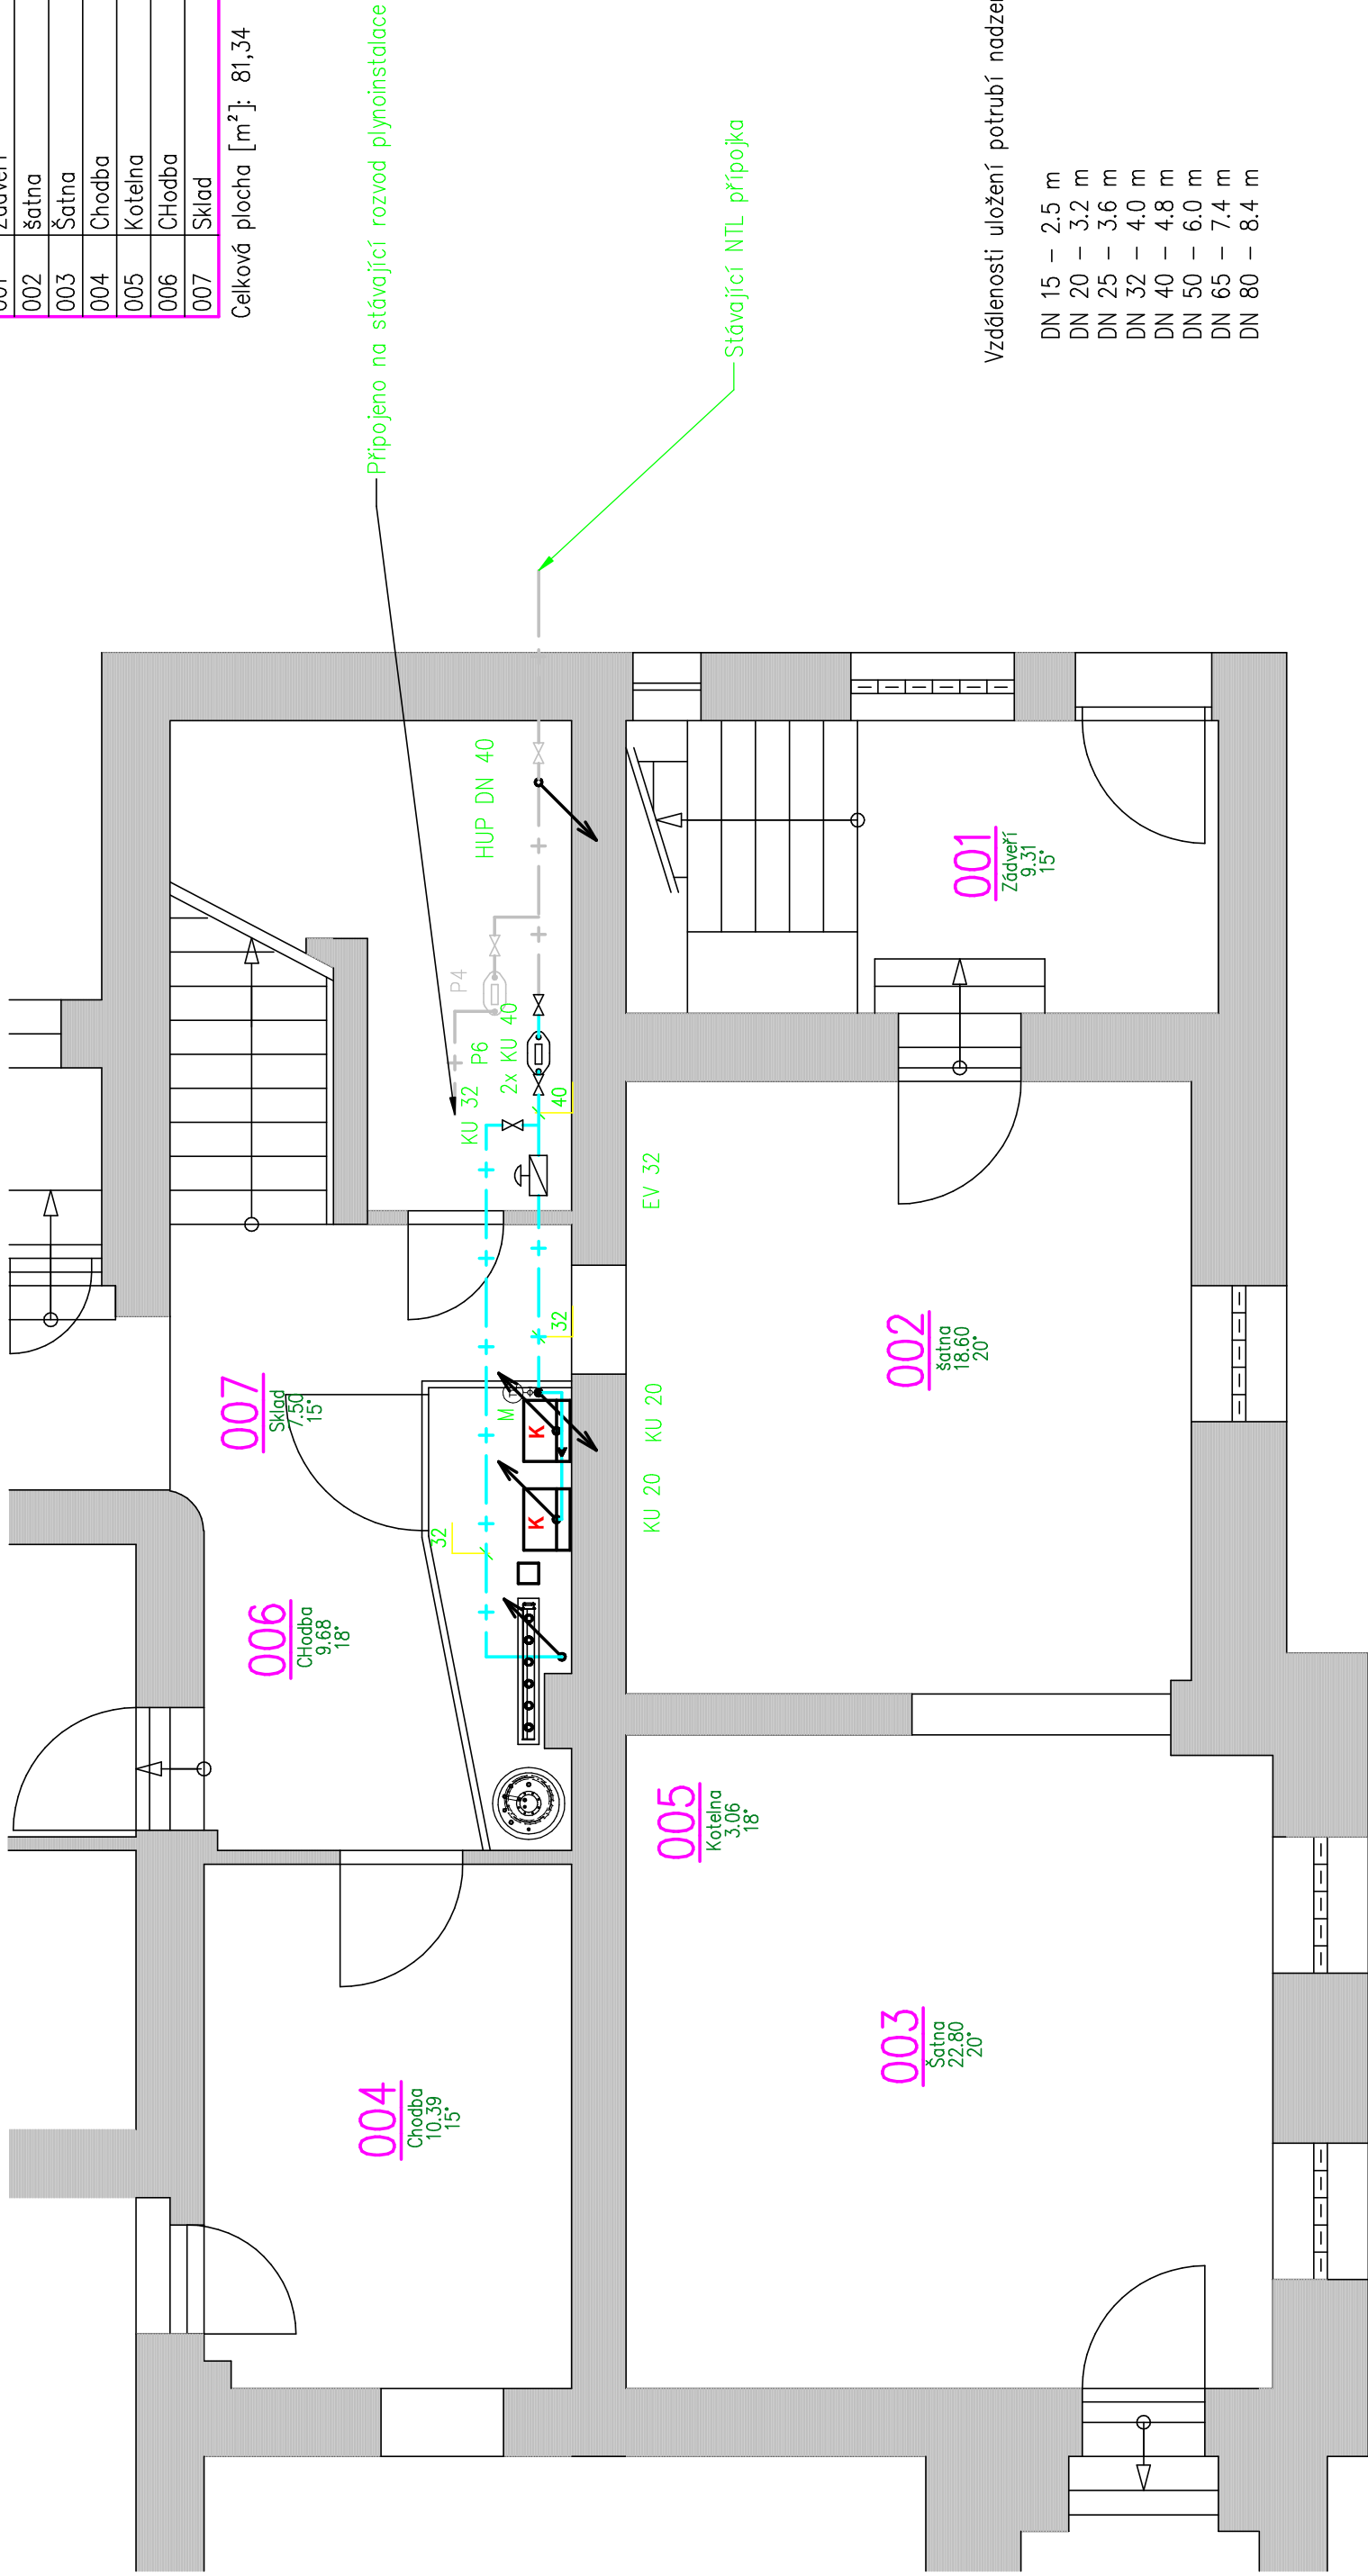 002 šatna
003 Šatna
004 Chodba
005 Kotelna
006 CHodba
007 Sklad
Celková plocha [m²]: 81,34
Připojeno na stávající rozvod plynoinstalace
Stávající NTL přípojka
Vzdálenosti uložení potrubí
DN 15 – 2.5 m
DN 20 – 3.2 m
DN 25 – 3.6 m
DN 32 – 4.0 m
DN 40 – 4.8 m
DN 50 – 6.0 m
DN 65 – 7.4 m
DN 80 – 8.4 m
HUP DN 40
P4
P6
KU 32
2x KU 40
40
EV 32
32
M
K
K
KU 20
KU 20
32
001
Zádveří
9.31
15°
002
šatna
18.60
20°
007
Sklad
7.50
15°
006
CHodba
9.68
18°
005
Kotelna
3.06
18°
003
Šatna
22.80
20°
004
Chodba
10.39
15°